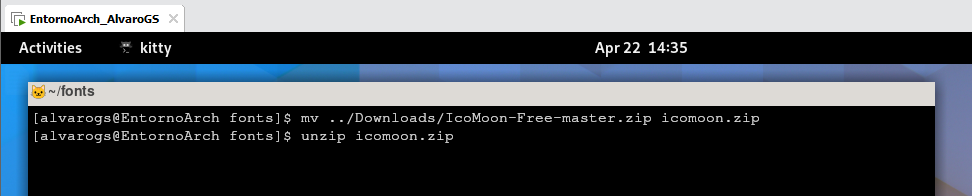 EntornoArch_AlvaroGS
Activities kitty Apr 22 14:35
~/fonts
[alvarogs@EntornoArch fonts]$ mv ../Downloads/IcoMoon-Free-master.zip icomoon.zip
[alvarogs@EntornoArch fonts]$ unzip icomoon.zip